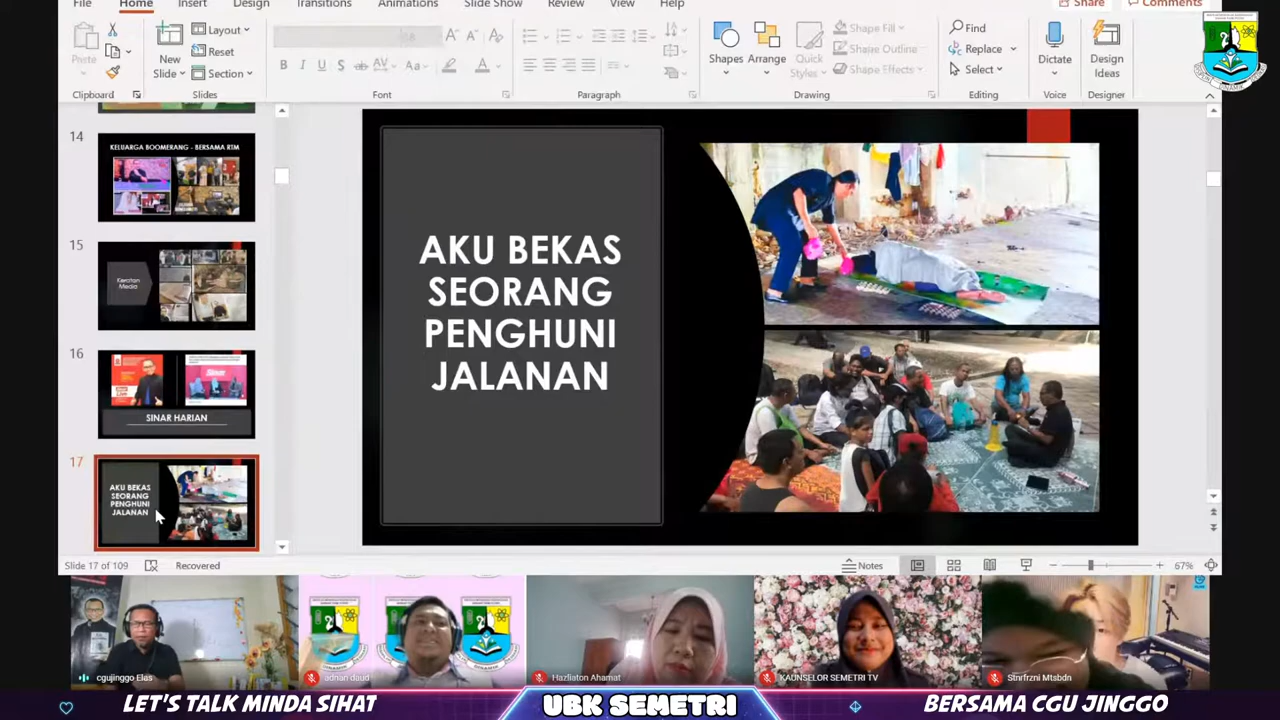 File Home Insert Design Transitions Animations Slide Show Review View Help Share Comments
Paste
New Slide
Layout
Reset
Section
Shapes
Arrange
Quick Styles
Shape Fill
Shape Outline
Shape Effects
Find
Replace
Select
Dictate
Design Ideas
Clipboard Slides Font Paragraph Drawing Editing Voice Designer
14
KELUARGA BOOMERANG - BERSAMA RTM
15
Keratan Media
16
SINAR HARIAN
17
AKU BEKAS
SEORANG
PENGHUNI
JALANAN
AKU BEKAS
SEORANG
PENGHUNI
JALANAN
Slide 17 of 109 Recovered Notes 67%
cgujinggo Elas
adnan daud
Hazliaton Ahamat
KAUNSELOR SEMETRI TV
Stnrfrzni Mtsbdn
LET'S TALK MINDA SIHAT UBK SEMETRI BERSAMA CGU JINGGO